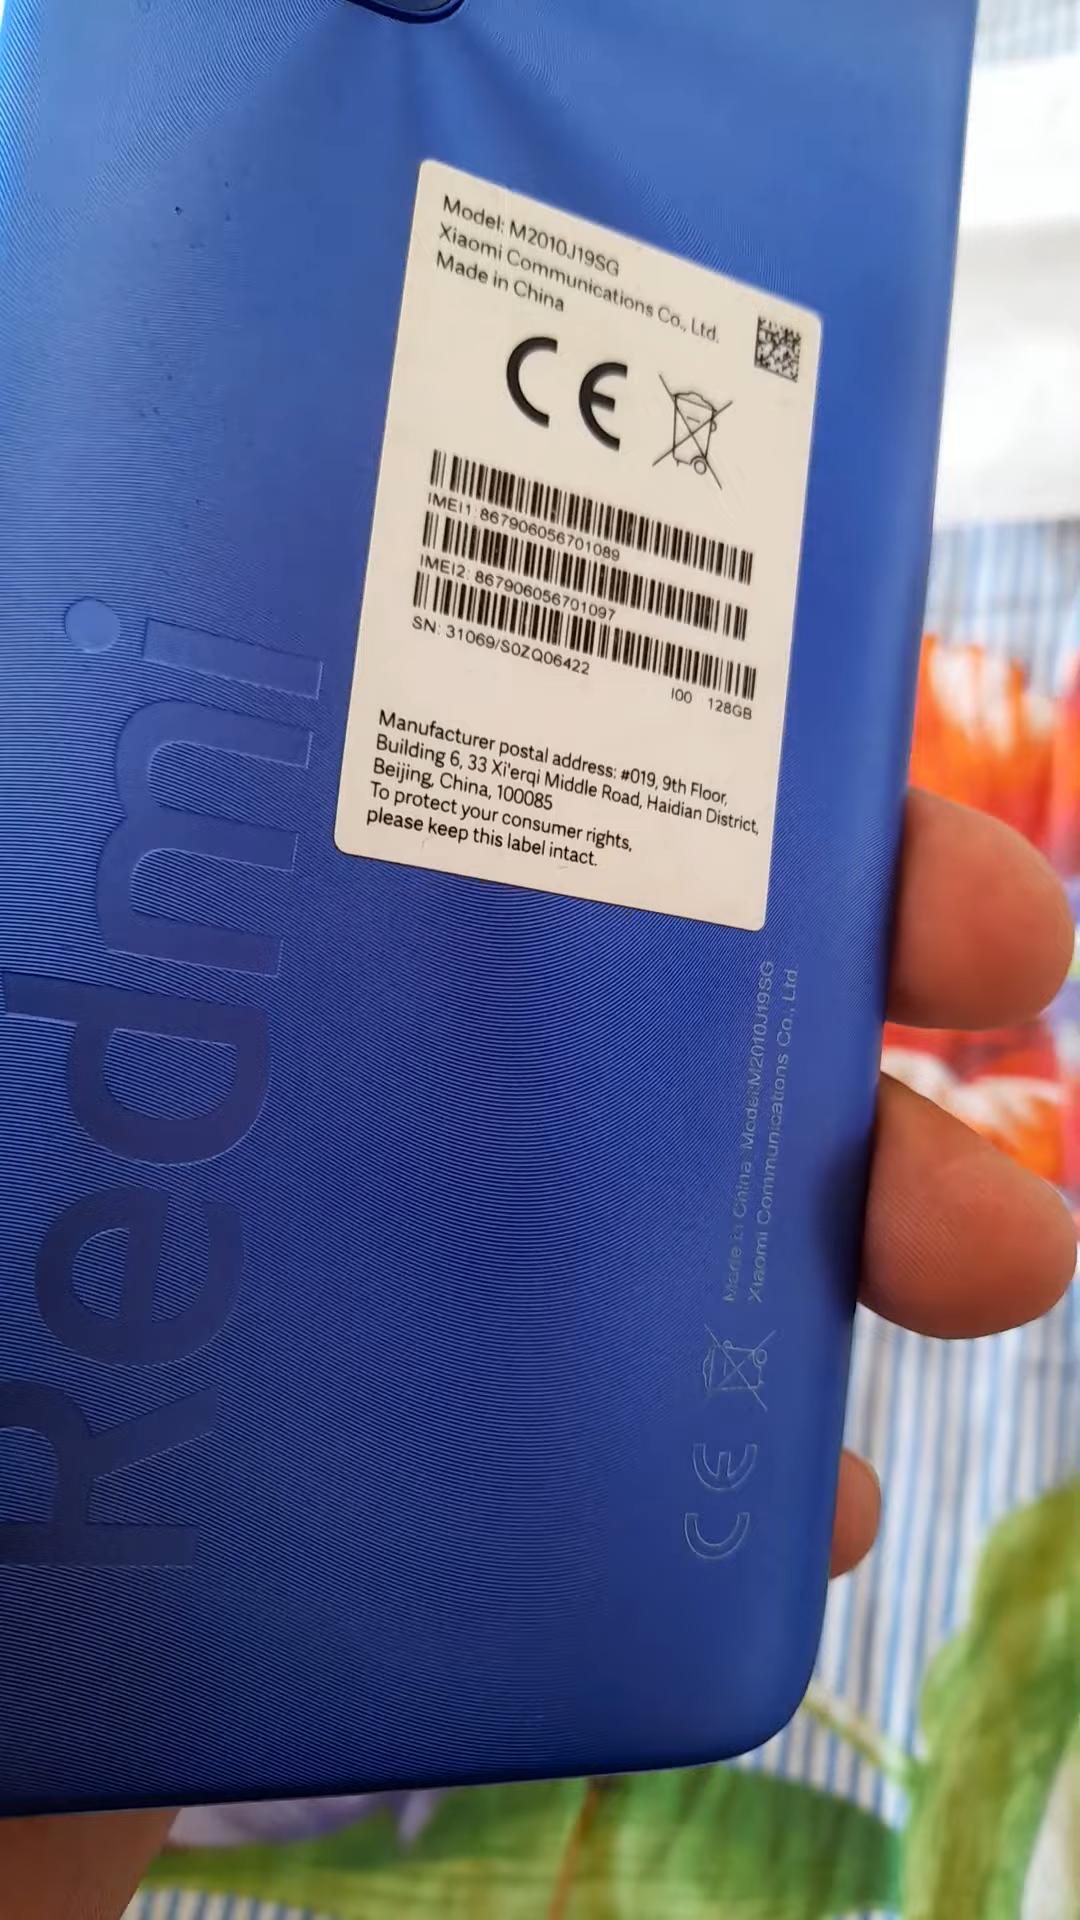 Model: M2010J19SG
Xiaomi Communications Co., Ltd.
Made in China
CE
IMEI1: 867906056701089
IMEI2: 867906056701097
SN: 31069/S0ZQ06422
100 128GB
Manufacturer postal address: #019, 9th Floor,
Building 6, 33 Xi'erqi Middle Road, Haidian District,
Beijing, China, 100085
To protect your consumer rights,
please keep this label intact.
Redmi
Made in China Model:M2010J19SG
Xiaomi Communications Co., Ltd.
CE